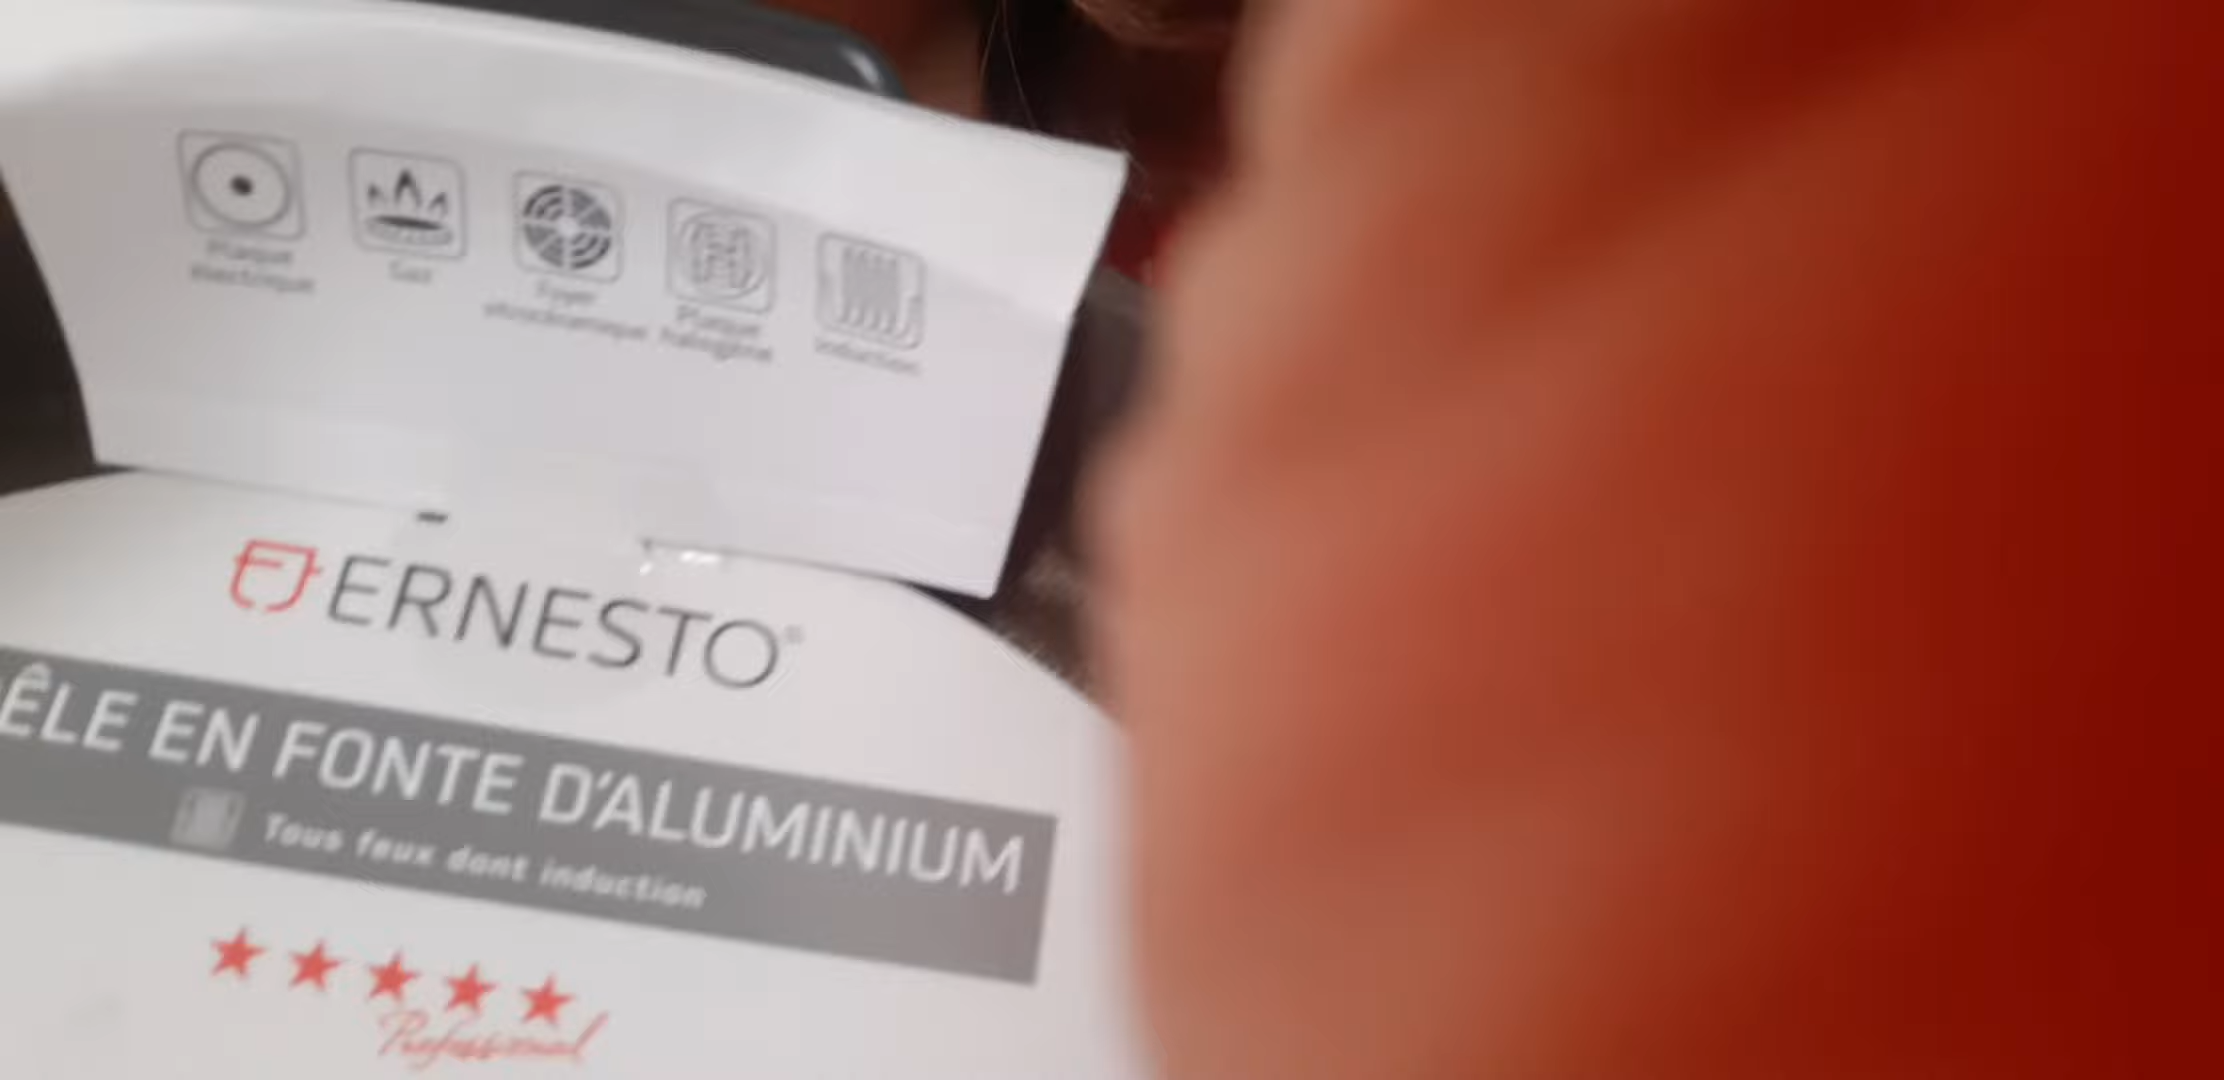 Plaque
électrique
Gaz
Foyer
vitrocéramique
Plaque
halogène
Induction
ERNESTO®
ÊLE EN FONTE D'ALUMINIUM
Tous feux dont induction
Professional